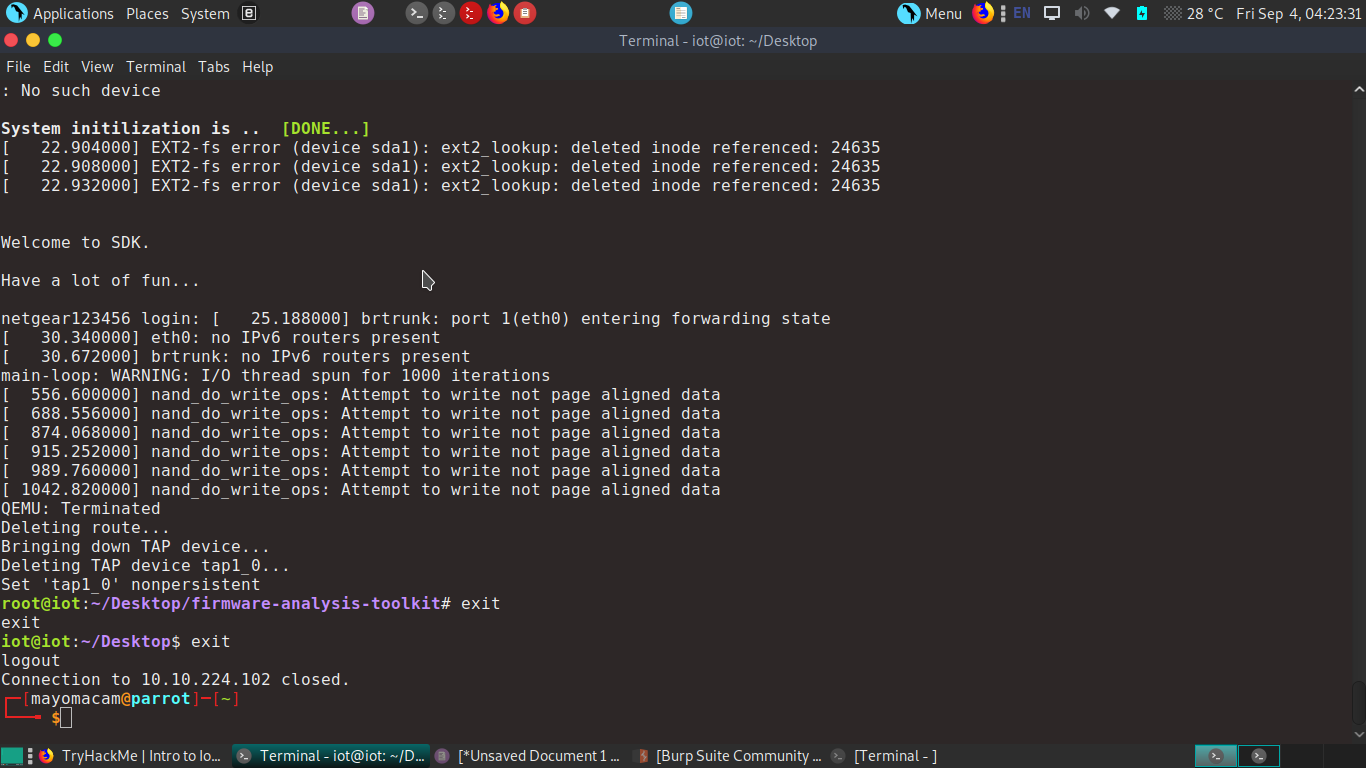 Applications Places System Menu EN 28 °C Fri Sep 4, 04:23:31
Terminal - iot@iot: ~/Desktop
File Edit View Terminal Tabs Help
: No such device
System initilization is ..  [DONE...]
[   22.904000] EXT2-fs error (device sda1): ext2_lookup: deleted inode referenced: 24635
[   22.908000] EXT2-fs error (device sda1): ext2_lookup: deleted inode referenced: 24635
[   22.932000] EXT2-fs error (device sda1): ext2_lookup: deleted inode referenced: 24635
Welcome to SDK.
Have a lot of fun...
netgear123456 login: [   25.188000] brtrunk: port 1(eth0) entering forwarding state
[   30.340000] eth0: no IPv6 routers present
[   30.672000] brtrunk: no IPv6 routers present
main-loop: WARNING: I/O thread spun for 1000 iterations
[  556.600000] nand_do_write_ops: Attempt to write not page aligned data
[  688.556000] nand_do_write_ops: Attempt to write not page aligned data
[  874.068000] nand_do_write_ops: Attempt to write not page aligned data
[  915.252000] nand_do_write_ops: Attempt to write not page aligned data
[  989.760000] nand_do_write_ops: Attempt to write not page aligned data
[ 1042.820000] nand_do_write_ops: Attempt to write not page aligned data
QEMU: Terminated
Deleting route...
Bringing down TAP device...
Deleting TAP device tap1_0...
Set 'tap1_0' nonpersistent
root@iot:~/Desktop/firmware-analysis-toolkit# exit
exit
iot@iot:~/Desktop$ exit
logout
Connection to 10.10.224.102 closed.
┌─[mayomacam@parrot]─[~]
└──╼ $
TryHackMe | Intro to Io... Terminal - iot@iot: ~/D... [*Unsaved Document 1 ... [Burp Suite Community ... [Terminal - ]